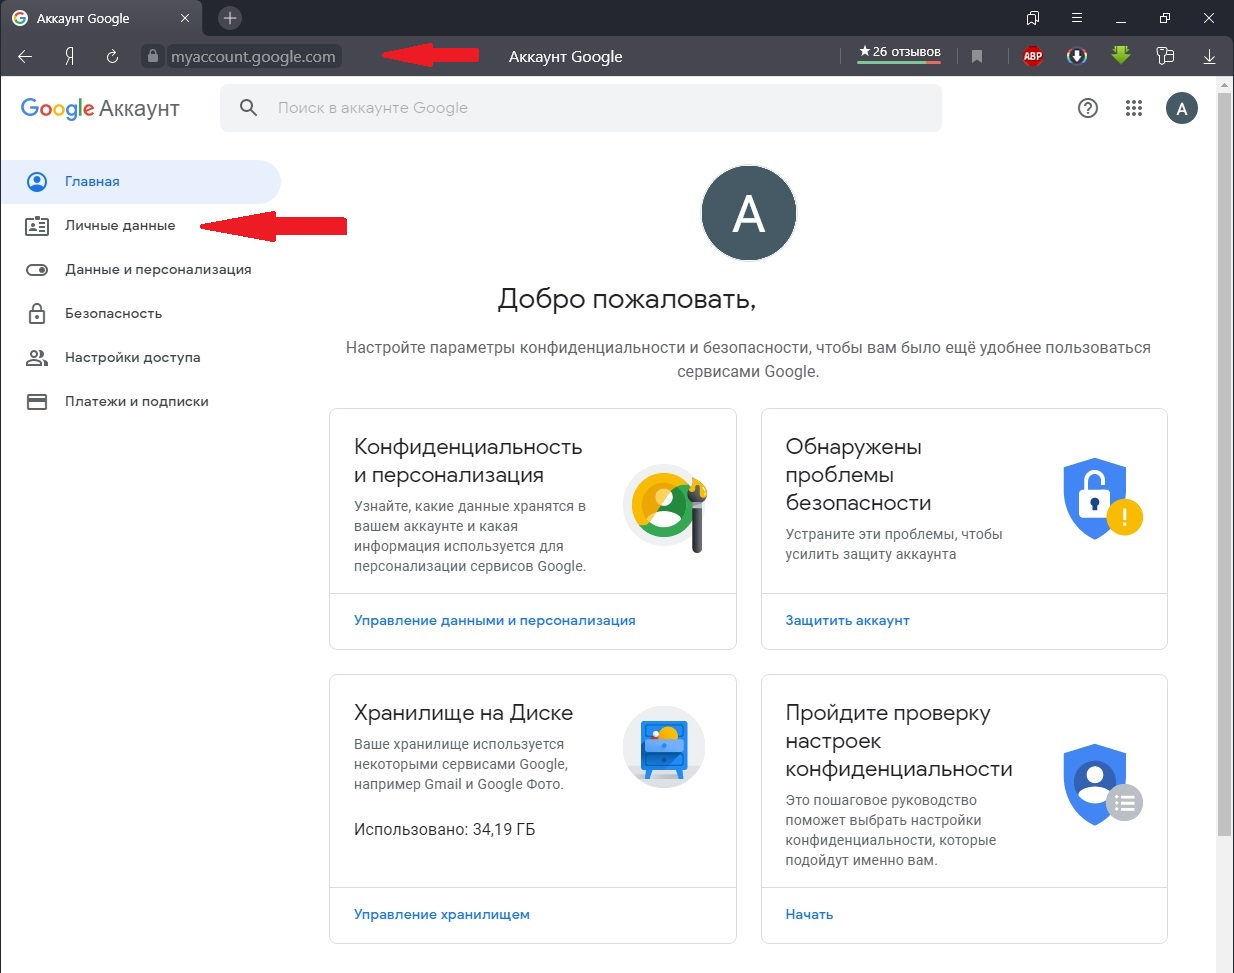 Аккаунт Google
Я
myaccount.google.com
Аккаунт Google
★26 отзывов
ABP
Google Аккаунт
Поиск в аккаунте Google
A
Главная
Личные данные
Данные и персонализация
Безопасность
Настройки доступа
Платежи и подписки
A
Добро пожаловать,
Настройте параметры конфиденциальности и безопасности, чтобы вам было ещё удобнее пользоваться
сервисами Google.
Конфиденциальность
и персонализация
Узнайте, какие данные хранятся в
вашем аккаунте и какая
информация используется для
персонализации сервисов Google.
Управление данными и персонализация
Обнаружены
проблемы
безопасности
Устраните эти проблемы, чтобы
усилить защиту аккаунта
Защитить аккаунт
Хранилище на Диске
Ваше хранилище используется
некоторыми сервисами Google,
например Gmail и Google Фото.
Использовано: 34,19 ГБ
Управление хранилищем
Пройдите проверку
настроек
конфиденциальности
Это пошаговое руководство
поможет выбрать настройки
конфиденциальности, которые
подойдут именно вам.
Начать